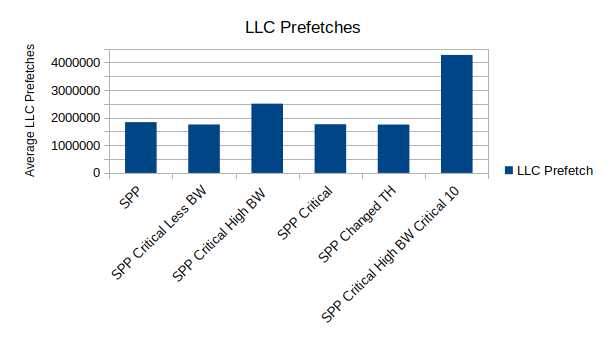 LLC Prefetches
Average LLC Prefetches
4000000
3000000
2000000
1000000
0
SPP
SPP Critical Less BW
SPP Critical High BW
SPP Critical
SPP Changed TH
SPP Critical High BW Critical 10
LLC Prefetch